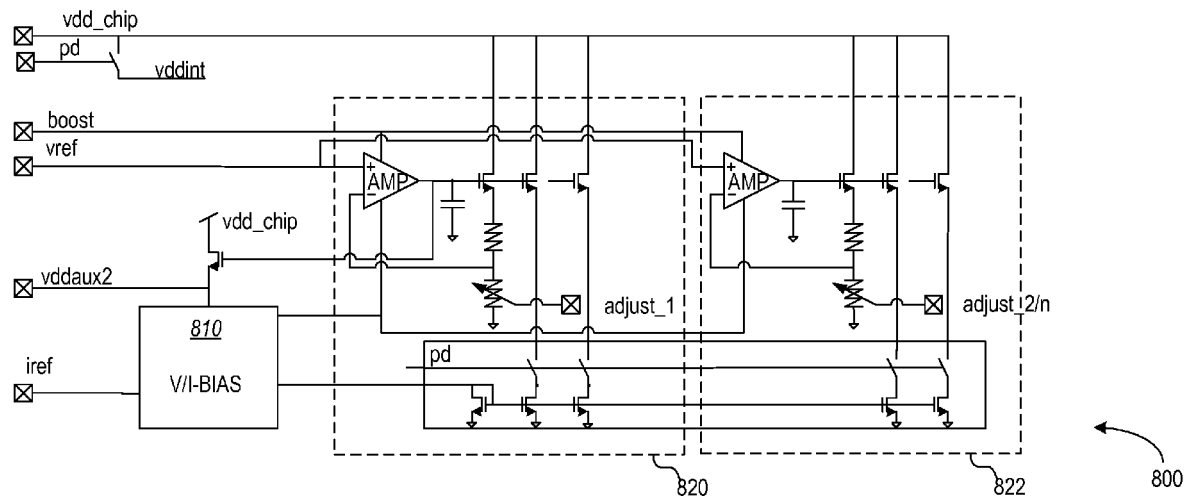 vdd_chip
pd
vddint
boost
vref
+
AMP
−
+
AMP
−
vdd_chip
vddaux2
adjust_1
adjust_2/n
810
V/I-BIAS
iref
pd
820
822
800